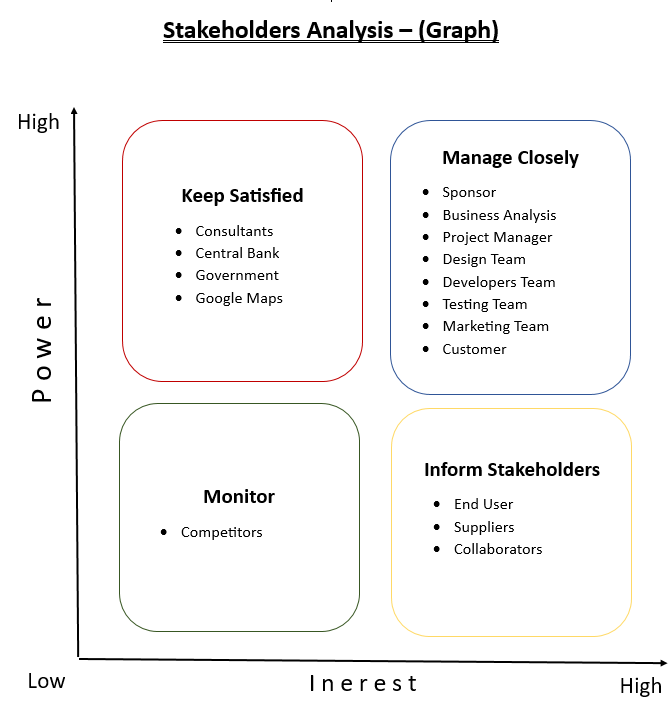 Stakeholders Analysis – (Graph)
High
Power
Keep Satisfied
• Consultants
• Central Bank
• Government
• Google Maps
Manage Closely
• Sponsor
• Business Analysis
• Project Manager
• Design Team
• Developers Team
• Testing Team
• Marketing Team
• Customer
Monitor
• Competitors
Inform Stakeholders
• End User
• Suppliers
• Collaborators
Low
Inerest
High